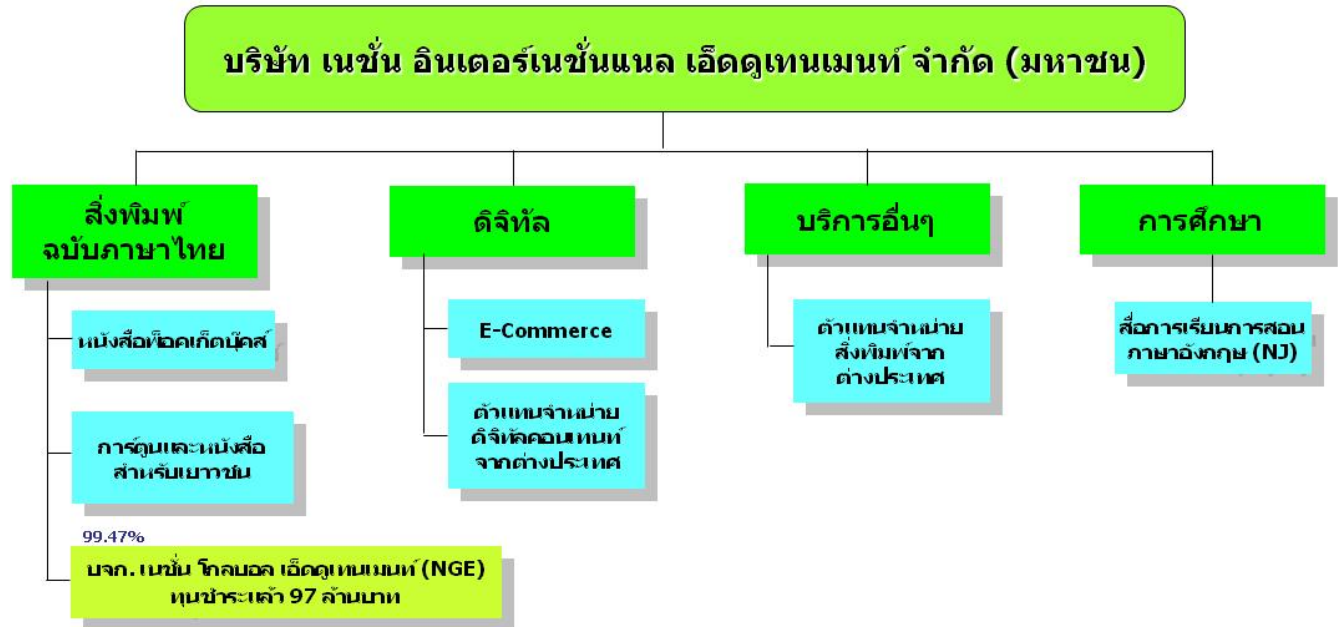 บริษัท เนชั่น อินเตอร์เนชั่นแนล เอ็ดดูเทนเมนท์ จำกัด (มหาชน)
สิ่งพิมพ์
ฉบับภาษาไทย
หนังสือพ็อคเก็ตบุ๊คส์
การ์ตูนและหนังสือ
สำหรับเยาวชน
99.47%
บจก. เนชั่น โกลบอล เอ็ดดูเทนเมนท์ (NGE)
ทุนชำระแล้ว 97 ล้านบาท
ดิจิทัล
E-Commerce
ตัวแทนจำหน่าย
ดิจิทัลคอนเทนท์
จากต่างประเทศ
บริการอื่นๆ
ตัวแทนจำหน่าย
สิ่งพิมพ์จาก
ต่างประเทศ
การศึกษา
สื่อการเรียนการสอน
ภาษาอังกฤษ (NJ)